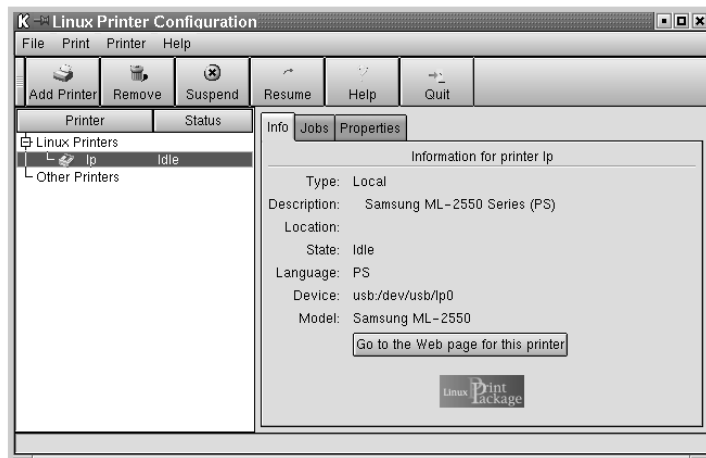 K Linux Printer Configuration
File Print Printer Help
Add Printer Remove Suspend Resume Help Quit
Printer Status
Linux Printers
lp Idle
Other Printers
Info Jobs Properties
Information for printer lp
Type: Local
Description: Samsung ML-2550 Series (PS)
Location:
State: Idle
Language: PS
Device: usb:/dev/usb/lp0
Model: Samsung ML-2550
Go to the Web page for this printer
Linux Print Package